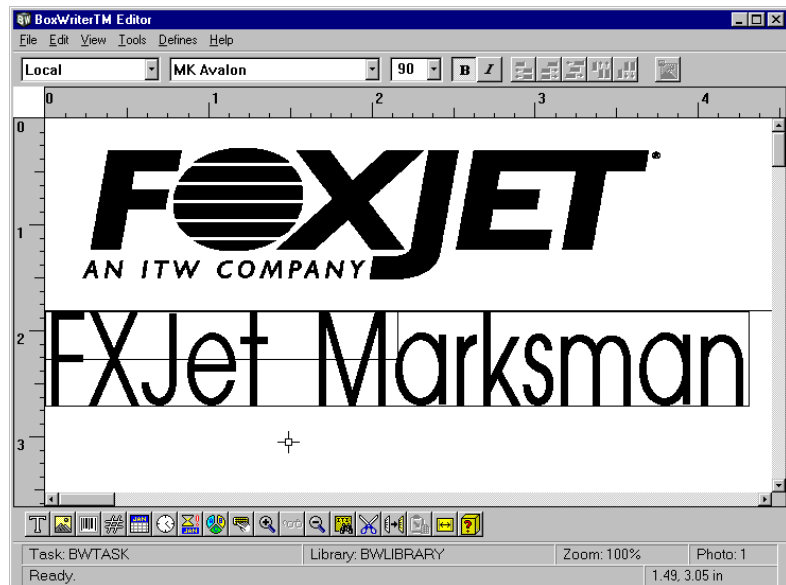 BoxWriterTM Editor
File Edit View Tools Defines Help
Local MK Avalon 90 B I
0 1 2 3 4
0
FOXJET®
1
AN ITW COMPANY
2
FXJet Marksman
3
Task: BWTASK Library: BWLIBRARY Zoom: 100% Photo: 1
Ready. 1.49, 3.05 in